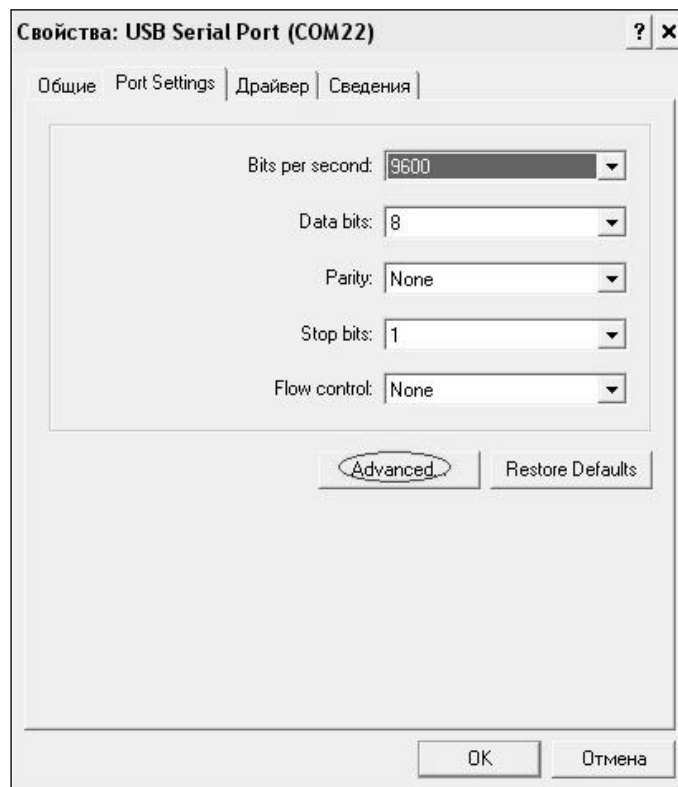 Свойства: USB Serial Port (COM22) ? ×
Общие Port Settings Драйвер Сведения
Bits per second: 9600
Data bits: 8
Parity: None
Stop bits: 1
Flow control: None
Advanced.. Restore Defaults
OK Отмена